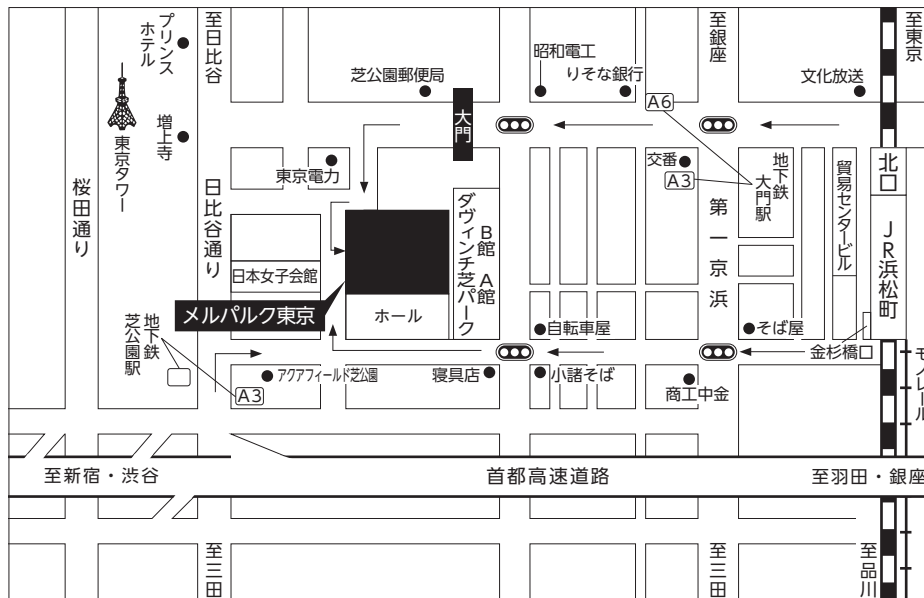 プリンス
ホテル
至日比谷
至銀座
至東京
昭和電工
芝公園郵便局
りそな銀行
文化放送
A6
大門
増上寺
東京タワー
東京電力
交番
A3
地下鉄
大門駅
北口
桜田通り
日比谷通り
第一京浜
貿易センタービル
JR浜松町
日本女子会館
ダヴィンチ芝パーク
B館 A館
メルパルク東京
ホール
自転車屋
そば屋
金杉橋口
モノレール
地下鉄
芝公園駅
A3
アクアフィールド芝公園
寝具店
小諸そば
商工中金
至新宿・渋谷
首都高速道路
至羽田・銀座
至三田
至三田
至品川